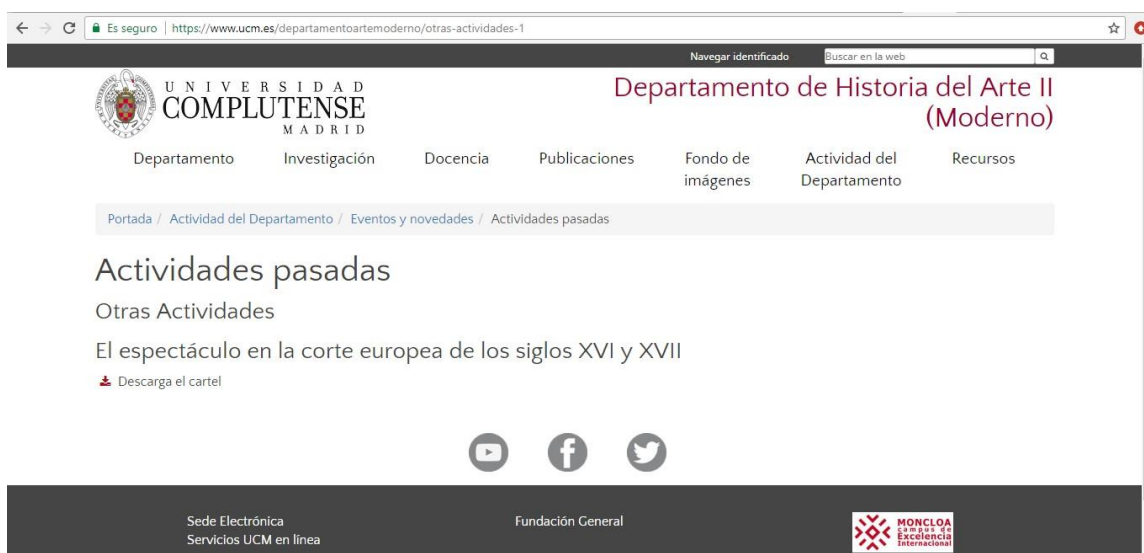 Es seguro | https://www.ucm.es/departamentoartemoderno/otras-actividades-1
Navegar identificado
Buscar en la web
UNIVERSIDAD
COMPLUTENSE
MADRID
Departamento de Historia del Arte II
(Moderno)
Departamento Investigación Docencia Publicaciones Fondo de imágenes Actividad del Departamento Recursos
Portada / Actividad del Departamento / Eventos y novedades / Actividades pasadas
Actividades pasadas
Otras Actividades
El espectáculo en la corte europea de los siglos XVI y XVII
Descarga el cartel
Sede Electrónica
Servicios UCM en línea
Fundación General
MONCLOA
campus de
Excelencia
Internacional